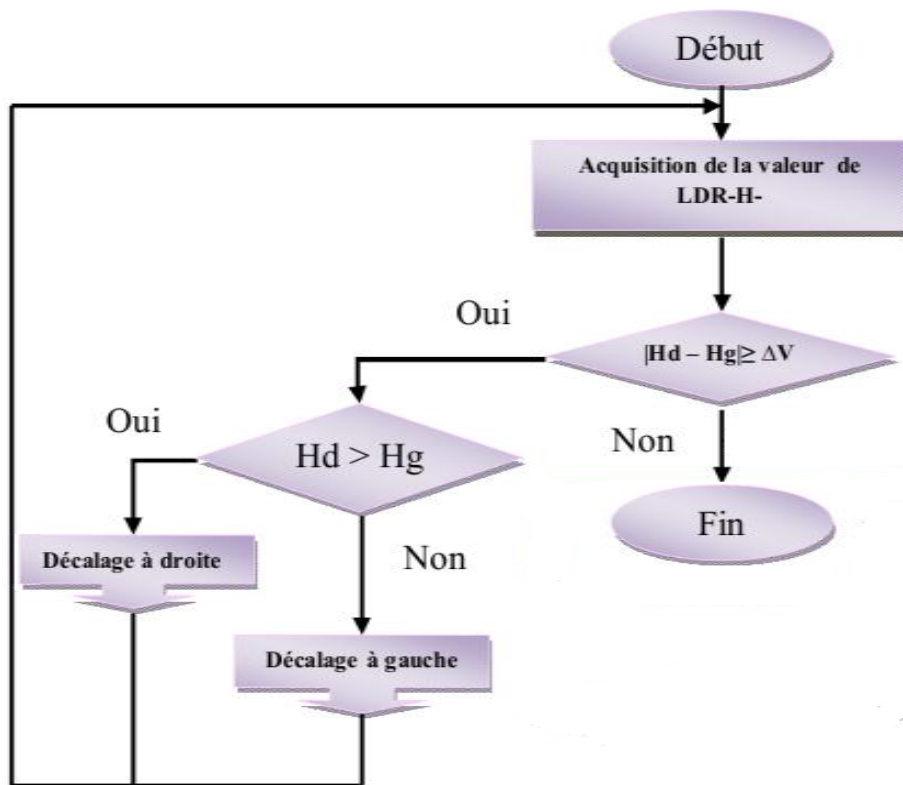 Début
Acquisition de la valeur de
LDR-H-
Oui
|Hd – Hg|≥ ΔV
Oui
Hd > Hg
Non
Fin
Décalage à droite
Non
Décalage à gauche